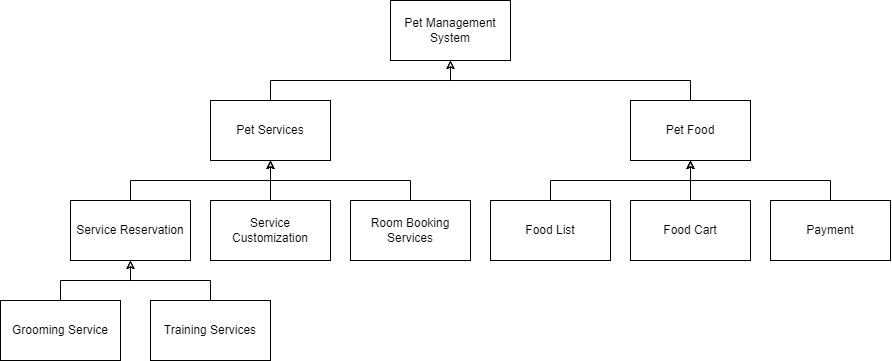 Pet Management
System
Pet Services
Pet Food
Service Reservation
Service
Customization
Room Booking
Services
Food List
Food Cart
Payment
Grooming Service
Training Services